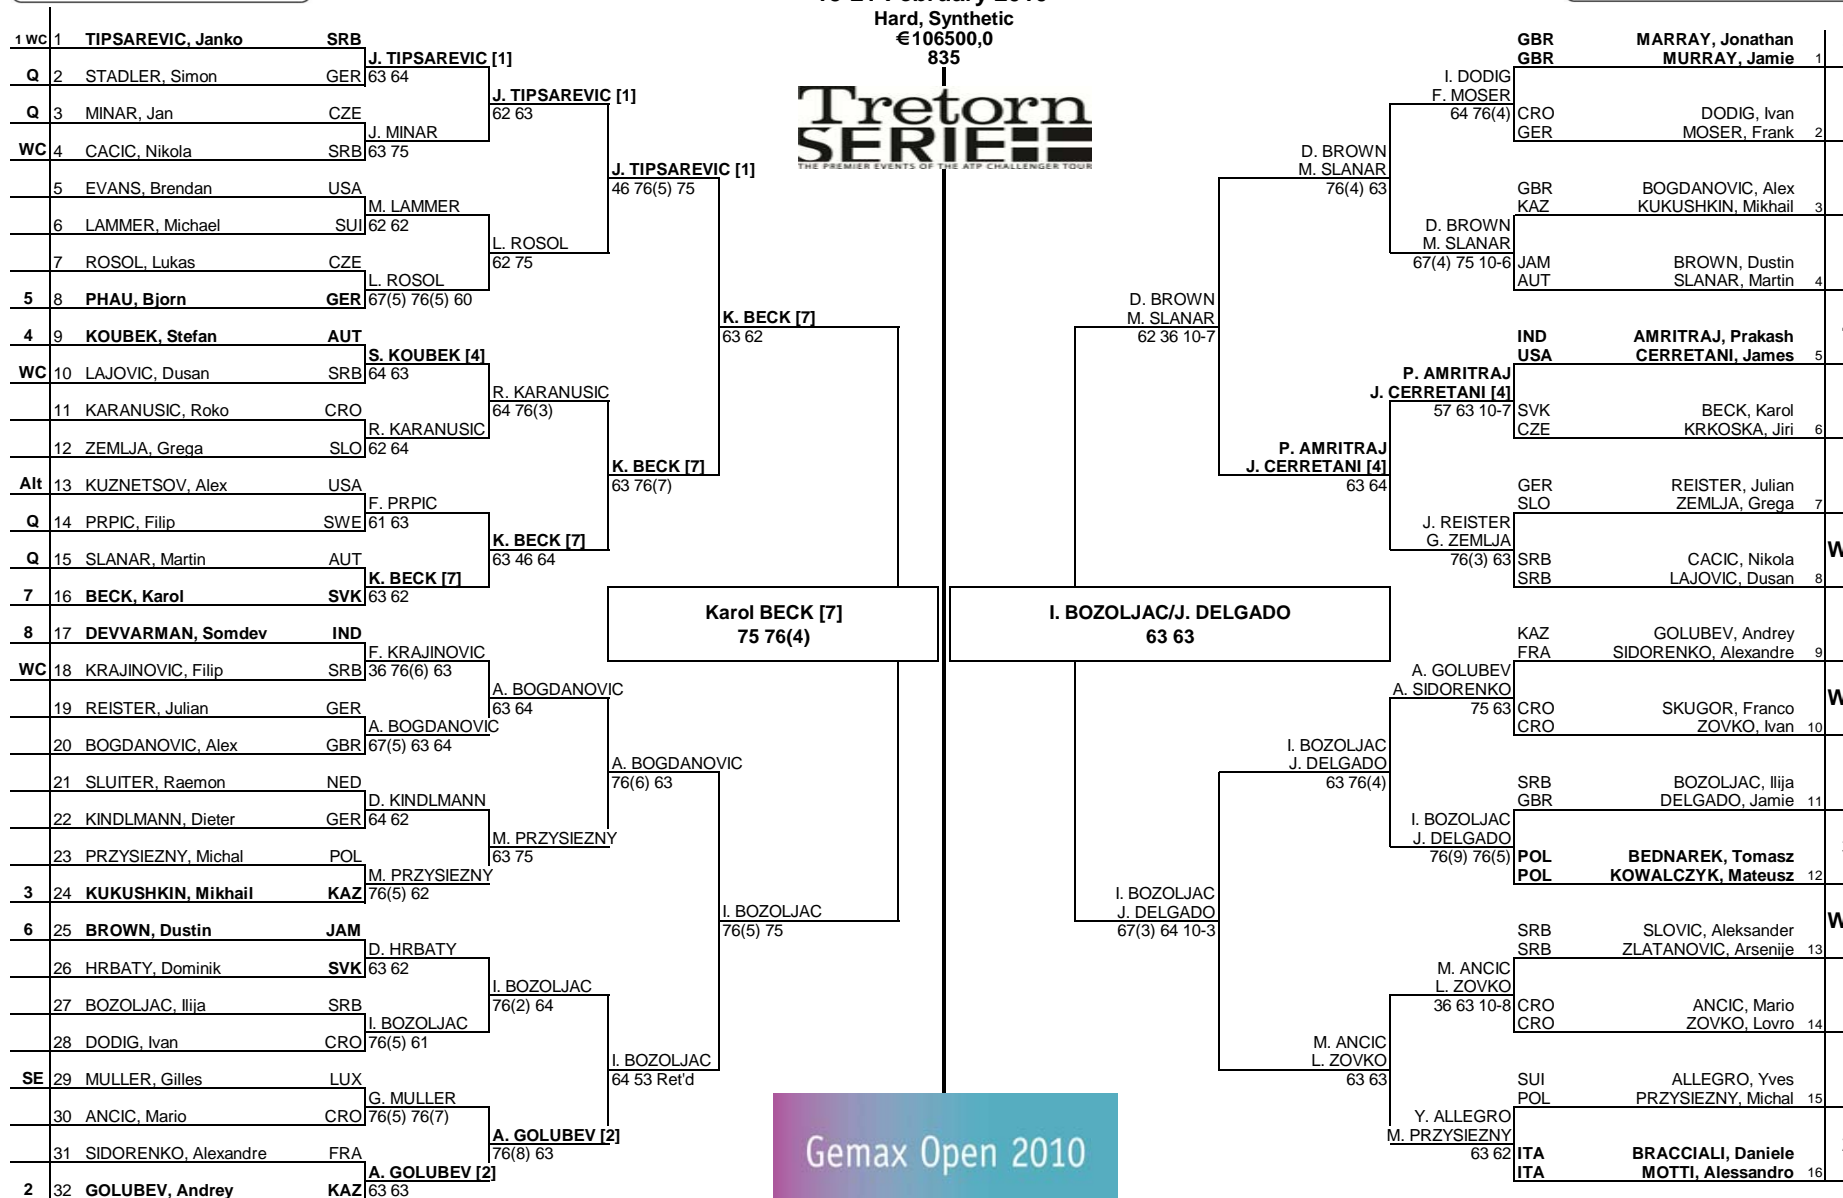 Hard, Synthetic
€106500,0
835
Tretorn
SERIE
THE PREMIER EVENTS OF THE ATP CHALLENGER TOUR
1 WC 1 TIPSAREVIC, Janko SRB
J. TIPSAREVIC [1]
Q 2 STADLER, Simon GER 63 64
J. TIPSAREVIC [1]
Q 3 MINAR, Jan CZE 62 63
J. MINAR
WC 4 CACIC, Nikola SRB 63 75
J. TIPSAREVIC [1]
5 EVANS, Brendan USA 46 76(5) 75
M. LAMMER
6 LAMMER, Michael SUI 62 62
L. ROSOL
7 ROSOL, Lukas CZE 62 75
L. ROSOL
5 8 PHAU, Bjorn GER 67(5) 76(5) 60
K. BECK [7]
4 9 KOUBEK, Stefan AUT 63 62
S. KOUBEK [4]
WC 10 LAJOVIC, Dusan SRB 64 63
R. KARANUSIC
11 KARANUSIC, Roko CRO 64 76(3)
R. KARANUSIC
12 ZEMLJA, Grega SLO 62 64
K. BECK [7]
Alt 13 KUZNETSOV, Alex USA 63 76(7)
F. PRPIC
Q 14 PRPIC, Filip SWE 61 63
K. BECK [7]
Q 15 SLANAR, Martin AUT 63 46 64
K. BECK [7]
7 16 BECK, Karol SVK 63 62
Karol BECK [7]
75 76(4)
8 17 DEVVARMAN, Somdev IND
F. KRAJINOVIC
WC 18 KRAJINOVIC, Filip SRB 36 76(6) 63
A. BOGDANOVIC
19 REISTER, Julian GER 63 64
A. BOGDANOVIC
20 BOGDANOVIC, Alex GBR 67(5) 63 64
A. BOGDANOVIC
21 SLUITER, Raemon NED 76(6) 63
D. KINDLMANN
22 KINDLMANN, Dieter GER 64 62
M. PRZYSIEZNY
23 PRZYSIEZNY, Michal POL 63 75
M. PRZYSIEZNY
3 24 KUKUSHKIN, Mikhail KAZ 76(5) 62
I. BOZOLJAC
6 25 BROWN, Dustin JAM 76(5) 75
D. HRBATY
26 HRBATY, Dominik SVK 63 62
I. BOZOLJAC
27 BOZOLJAC, Ilija SRB 76(2) 64
I. BOZOLJAC
28 DODIG, Ivan CRO 76(5) 61
I. BOZOLJAC
SE 29 MULLER, Gilles LUX 64 53 Ret'd
G. MULLER
30 ANCIC, Mario CRO 76(5) 76(7)
A. GOLUBEV [2]
31 SIDORENKO, Alexandre FRA 76(8) 63
A. GOLUBEV [2]
2 32 GOLUBEV, Andrey KAZ 63 63
GBR MARRAY, Jonathan
GBR MURRAY, Jamie 1
I. DODIG
F. MOSER
64 76(4) CRO DODIG, Ivan
GER MOSER, Frank 2
D. BROWN
M. SLANAR
76(4) 63 GBR BOGDANOVIC, Alex
KAZ KUKUSHKIN, Mikhail 3
D. BROWN
M. SLANAR
67(4) 75 10-6 JAM BROWN, Dustin
AUT SLANAR, Martin 4
D. BROWN
M. SLANAR
62 36 10-7 IND AMRITRAJ, Prakash
USA CERRETANI, James 5
P. AMRITRAJ
J. CERRETANI [4]
57 63 10-7 SVK BECK, Karol
CZE KRKOSKA, Jiri 6
P. AMRITRAJ
J. CERRETANI [4]
63 64 GER REISTER, Julian
SLO ZEMLJA, Grega 7
J. REISTER
G. ZEMLJA
76(3) 63 SRB CACIC, Nikola
SRB LAJOVIC, Dusan 8
I. BOZOLJAC/J. DELGADO
63 63
KAZ GOLUBEV, Andrey
FRA SIDORENKO, Alexandre 9
A. GOLUBEV
A. SIDORENKO
75 63 CRO SKUGOR, Franco
CRO ZOVKO, Ivan 10
I. BOZOLJAC
J. DELGADO
63 76(4) SRB BOZOLJAC, Ilija
GBR DELGADO, Jamie 11
I. BOZOLJAC
J. DELGADO
76(9) 76(5) POL BEDNAREK, Tomasz
POL KOWALCZYK, Mateusz 12
I. BOZOLJAC
J. DELGADO
67(3) 64 10-3 SRB SLOVIC, Aleksander
SRB ZLATANOVIC, Arsenije 13
M. ANCIC
L. ZOVKO
36 63 10-8 CRO ANCIC, Mario
CRO ZOVKO, Lovro 14
M. ANCIC
L. ZOVKO
63 63 SUI ALLEGRO, Yves
POL PRZYSIEZNY, Michal 15
Y. ALLEGRO
M. PRZYSIEZNY
63 62 ITA BRACCIALI, Daniele
ITA MOTTI, Alessandro 16
Gemax Open 2010